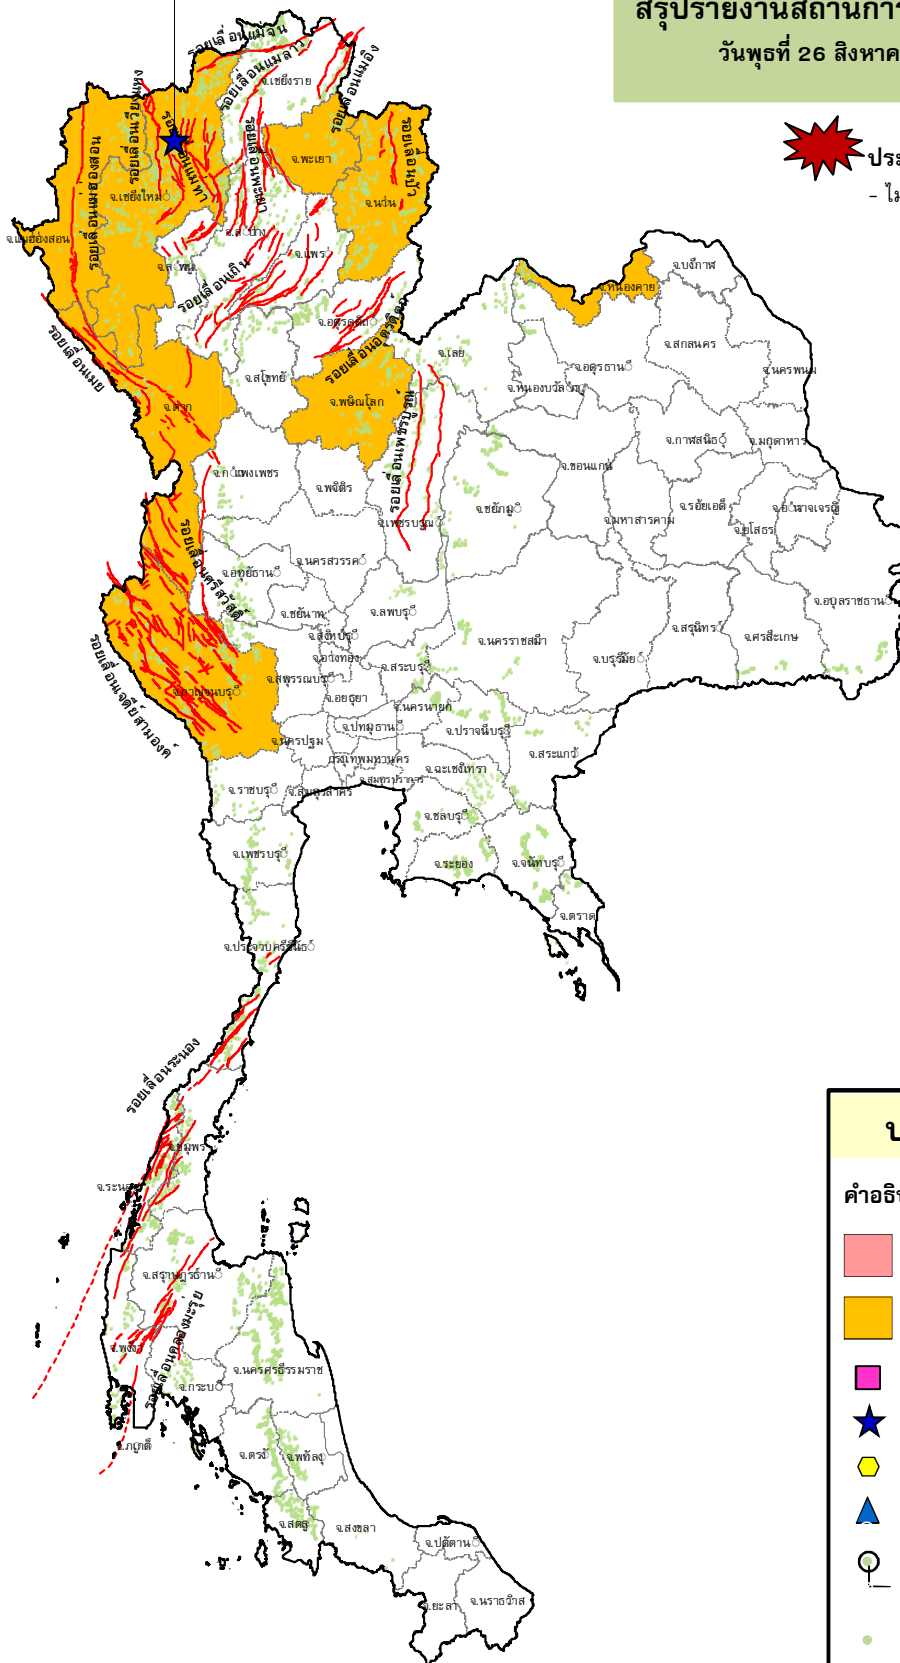 สรุปรายงานสถานการ
วันพุธที่ 26 สิงหาค
ประ
- ไม
รอยเลื่อนแม่จัน
รอยเลื่อนแม่ลาว
รอยเลื่อนแม่อิง
จ.เชียงราย
รอยเลื่อนเวียงแหง
รอยเลื่อนแม่ทา
รอยเลื่อนพะเยา
รอยเลื่อนปัว
รอยเลื่อนแม่ฮ่องสอน
จ.พะเยา
จ.เชียงใหม่
จ.น่าน
จ.แม่ฮ่องสอน
จ.ลำปาง
จ.แพร่
จ.ลำพูน
รอยเลื่อนเถิน
จ.บึงกาฬ
จ.หนองคาย
จ.อุตรดิตถ์
รอยเลื่อนอุตรดิตถ์
รอยเลื่อนเมย
จ.เลย
จ.สกลนคร
จ.อุดรธานี
จ.นครพนม
จ.สุโขทัย
จ.หนองบัวลำภู
จ.ตาก
จ.พิษณุโลก
รอยเลื่อนเพชรบูรณ์
จ.กาฬสินธุ์
จ.มุกดาหาร
จ.กำแพงเพชร
จ.พิจิตร
จ.ขอนแก่น
จ.ชัยภูมิ
จ.ร้อยเอ็ด
จ.อำนาจเจริญ
จ.เพชรบูรณ์
จ.มหาสารคาม
จ.ยโสธร
รอยเลื่อนศรีสวัสดิ์
จ.นครสวรรค์
จ.อุทัยธานี
จ.ชัยนาท
จ.ลพบุรี
จ.อุบลราชธานี
จ.สิงห์บุรี
จ.นครราชสีมา
จ.สุรินทร์
จ.ศรีสะเกษ
จ.อ่างทอง
จ.สระบุรี
จ.บุรีรัมย์
จ.สุพรรณบุรี
จ.กาญจนบุรี
จ.อยุธยา
จ.นครนายก
รอยเลื่อนเจดีย์สามองค์
จ.ปทุมธานี
จ.ปราจีนบุรี
จ.นครปฐม
กรุงเทพมหานคร
จ.สระแก้ว
จ.ฉะเชิงเทรา
จ.สมุทรปราการ
จ.ราชบุรี
จ.สมุทรสาคร
จ.ชลบุรี
จ.เพชรบุรี
จ.ระยอง
จ.จันทบุรี
จ.ตราด
จ.ประจวบคีรีขันธ์
รอยเลื่อนระนอง
จ.ชุมพร
จ.ระนอง
จ.สุราษฎร์ธานี
รอยเลื่อนคลองมะรุ่ย
จ.พังงา
จ.นครศรีธรรมราช
จ.กระบี่
จ.ภูเก็ต
จ.ตรัง
จ.พัทลุง
จ.สตูล
จ.สงขลา
จ.ปัตตานี
จ.ยะลา
จ.นราธิวาส
ป
คำอธิบ